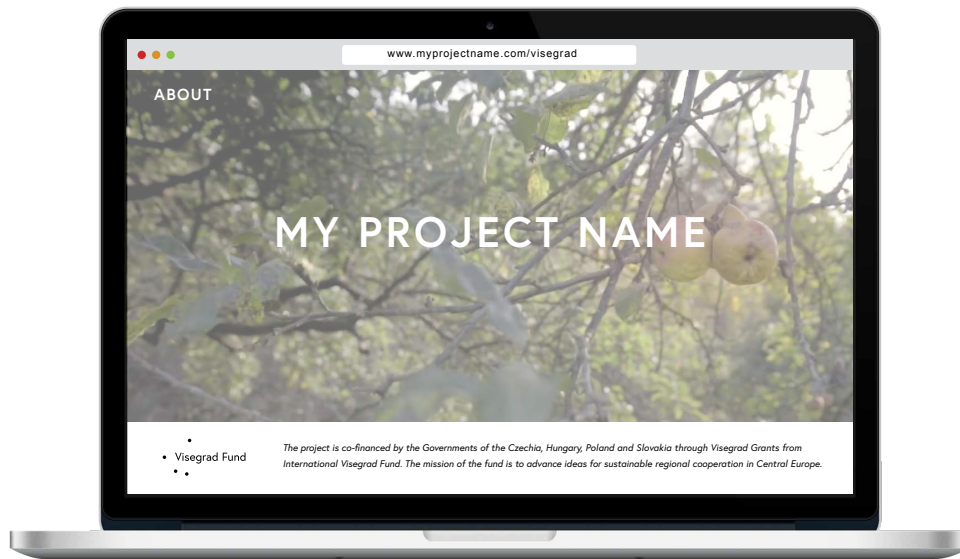 www.myprojectname.com/visegrad
ABOUT
MY PROJECT NAME
Visegrad Fund
The project is co-financed by the Governments of the Czechia, Hungary, Poland and Slovakia through Visegrad Grants from
International Visegrad Fund. The mission of the fund is to advance ideas for sustainable regional cooperation in Central Europe.